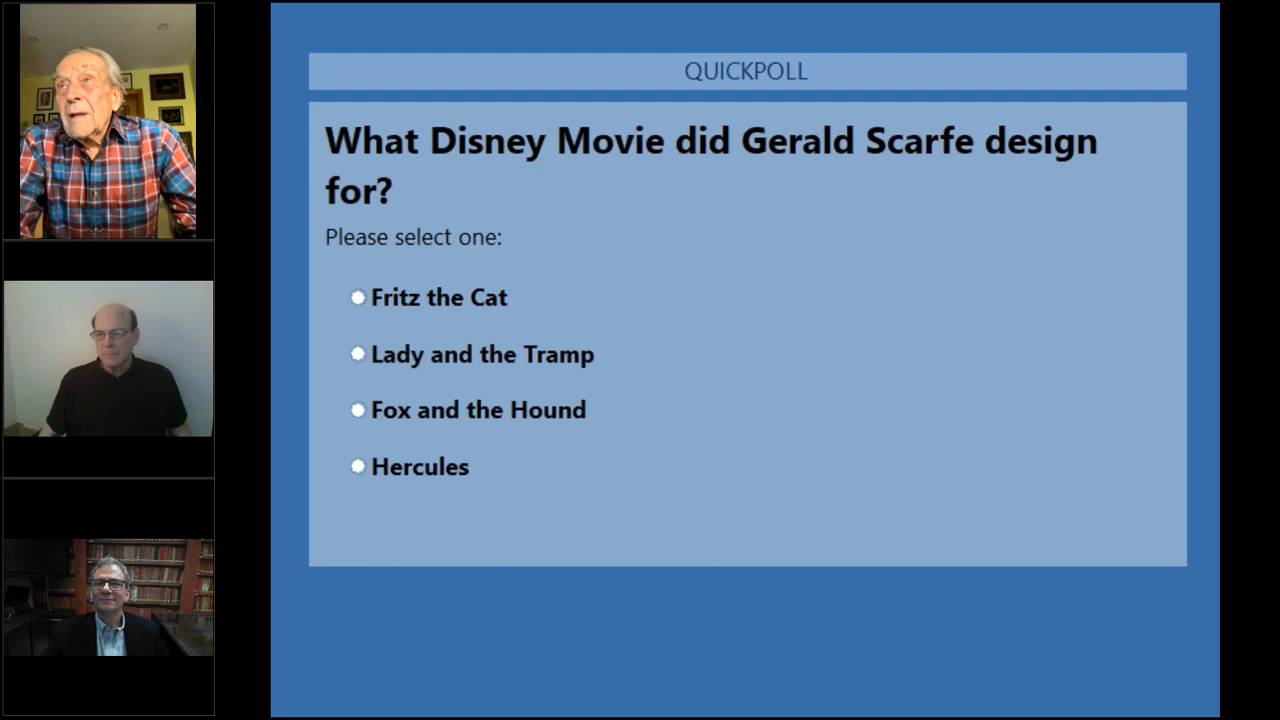 QUICKPOLL
What Disney Movie did Gerald Scarfe design
for?
Please select one:
Fritz the Cat
Lady and the Tramp
Fox and the Hound
Hercules